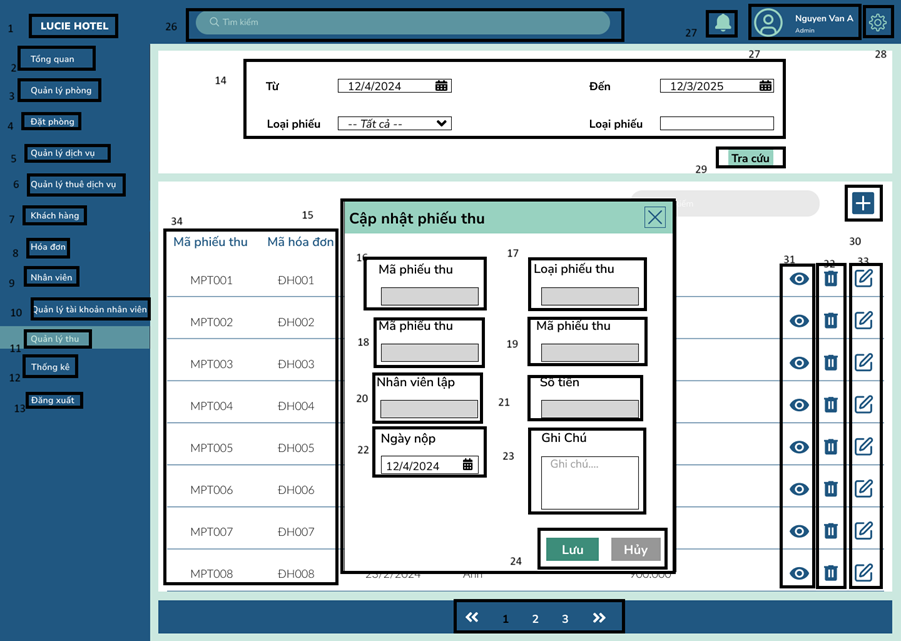 1 LUCIE HOTEL
26 Tìm kiếm
27
Nguyen Van A
Admin
27
28
2 Tổng quan
3 Quản lý phòng
4 Đặt phòng
5 Quản lý dịch vụ
6 Quản lý thuê dịch vụ
7 Khách hàng
8 Hóa đơn
9 Nhân viên
10 Quản lý tài khoản nhân viên
11 Quản lý thu
12 Thống kê
13 Đăng xuất
14
Từ 12/4/2024 Đến 12/3/2025
Loại phiếu -- Tất cả -- Loại phiếu
29 Tra cứu
30
34 15
Mã phiếu thu Mã hóa đơn
31 32 33
MPT001 ĐH001
MPT002 ĐH002
MPT003 ĐH003
MPT004 ĐH004
MPT005 ĐH005
MPT006 ĐH006
MPT007 ĐH007
MPT008 ĐH008 23/2/2024 Anh 900.000
Cập nhật phiếu thu
16 Mã phiếu thu 17 Loại phiếu thu
18 Mã phiếu thu 19 Mã phiếu thu
20 Nhân viên lập 21 Số tiền
22 Ngày nộp 23 Ghi Chú
12/4/2024 Ghi chú....
24 Lưu Hủy
1 2 3